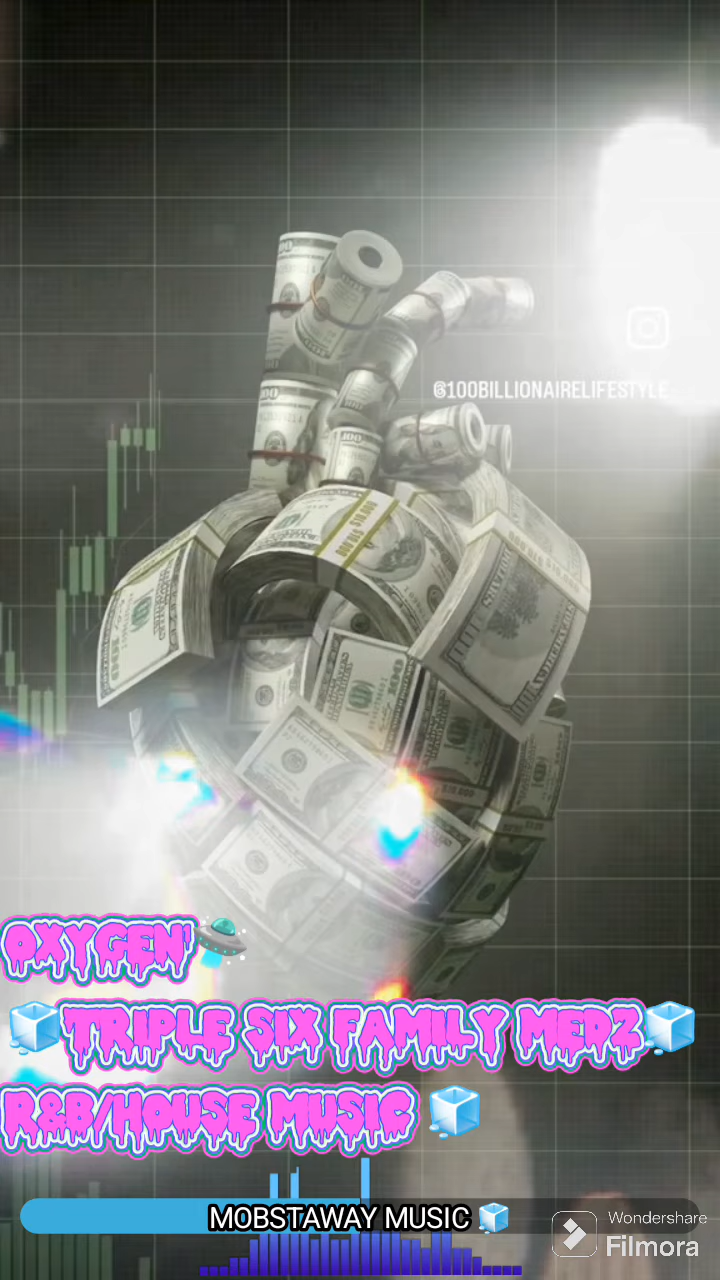 @100BILLIONAIRELIFESTYLE
OXYGEN'🛸
🧊TRIPLE SIX FAMILY MEDZ🧊
R&B/HOUSE MUSIC 🧊
MOBSTAWAY MUSIC 🧊
Wondershare
Filmora